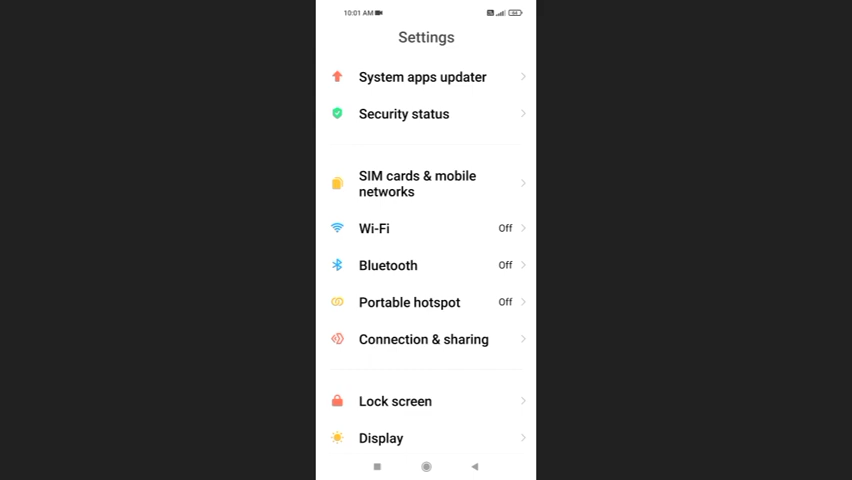 10:01 AM
Settings
System apps updater
Security status
SIM cards & mobile
networks
Wi-Fi Off
Bluetooth Off
Portable hotspot Off
Connection & sharing
Lock screen
Display